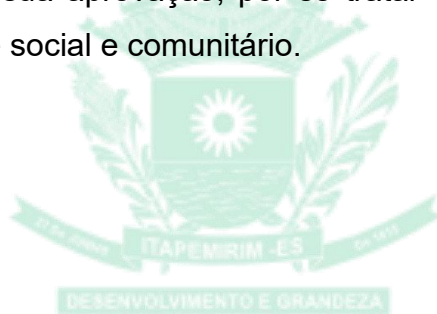 sua aprovação, por se tratar
social e comunitário.
ITAPEMIRIM - ES
DESENVOLVIMENTO E GRANDEZA